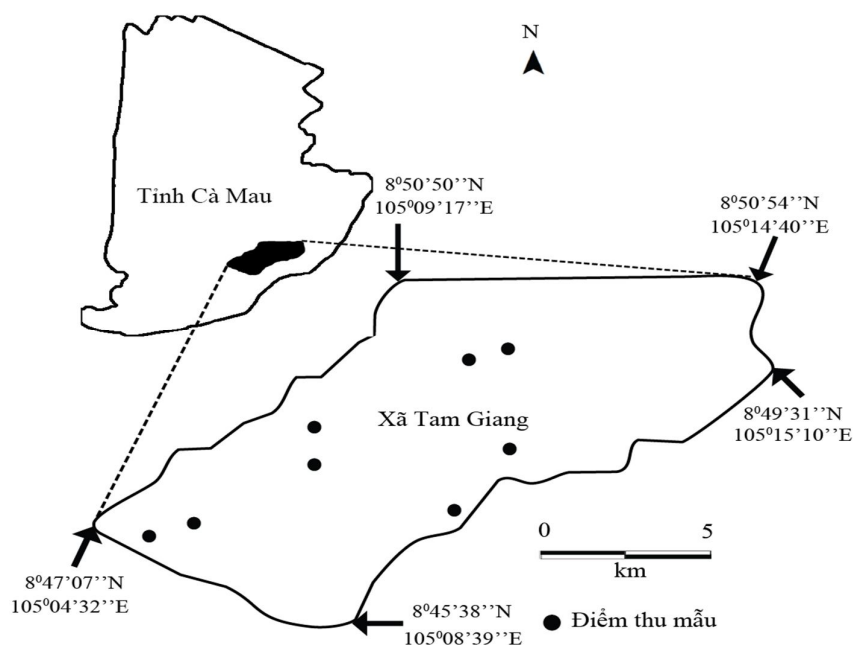 N
Tỉnh Cà Mau
8⁰50’50’’N
105⁰09’17’’E
8⁰50’54’’N
105⁰14’40’’E
Xã Tam Giang
8⁰49’31’’N
105⁰15’10’’E
0 5
km
8⁰47’07’’N
105⁰04’32’’E
8⁰45’38’’N
105⁰08’39’’E
Điểm thu mẫu